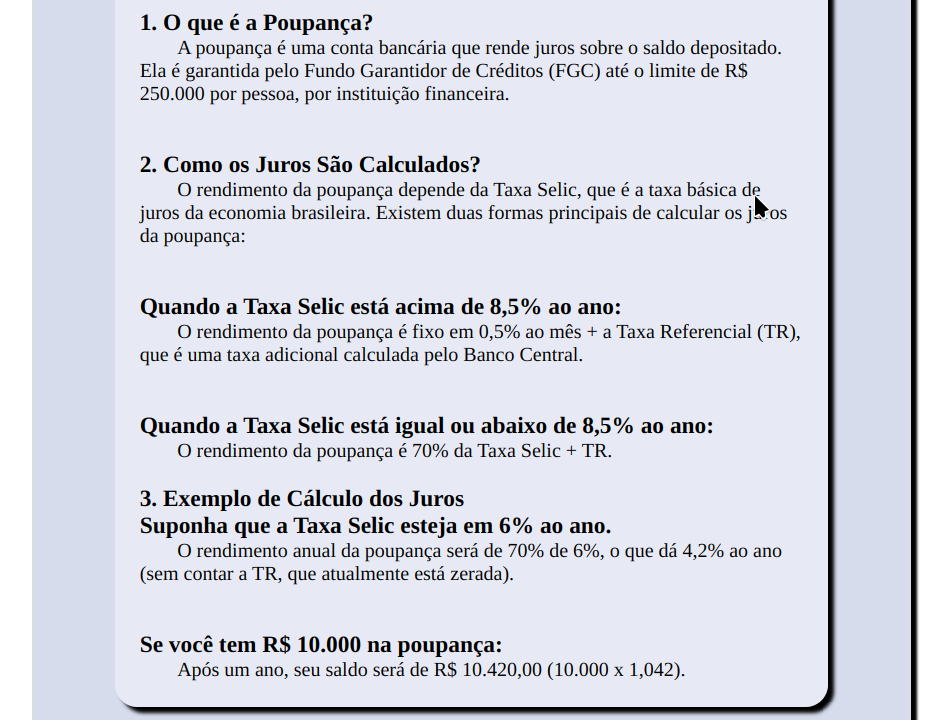 1. O que é a Poupança?
A poupança é uma conta bancária que rende juros sobre o saldo depositado.
Ela é garantida pelo Fundo Garantidor de Créditos (FGC) até o limite de R$
250.000 por pessoa, por instituição financeira.
2. Como os Juros São Calculados?
O rendimento da poupança depende da Taxa Selic, que é a taxa básica de
juros da economia brasileira. Existem duas formas principais de calcular os juros
da poupança:
Quando a Taxa Selic está acima de 8,5% ao ano:
O rendimento da poupança é fixo em 0,5% ao mês + a Taxa Referencial (TR),
que é uma taxa adicional calculada pelo Banco Central.
Quando a Taxa Selic está igual ou abaixo de 8,5% ao ano:
O rendimento da poupança é 70% da Taxa Selic + TR.
3. Exemplo de Cálculo dos Juros
Suponha que a Taxa Selic esteja em 6% ao ano.
O rendimento anual da poupança será de 70% de 6%, o que dá 4,2% ao ano
(sem contar a TR, que atualmente está zerada).
Se você tem R$ 10.000 na poupança:
Após um ano, seu saldo será de R$ 10.420,00 (10.000 x 1,042).